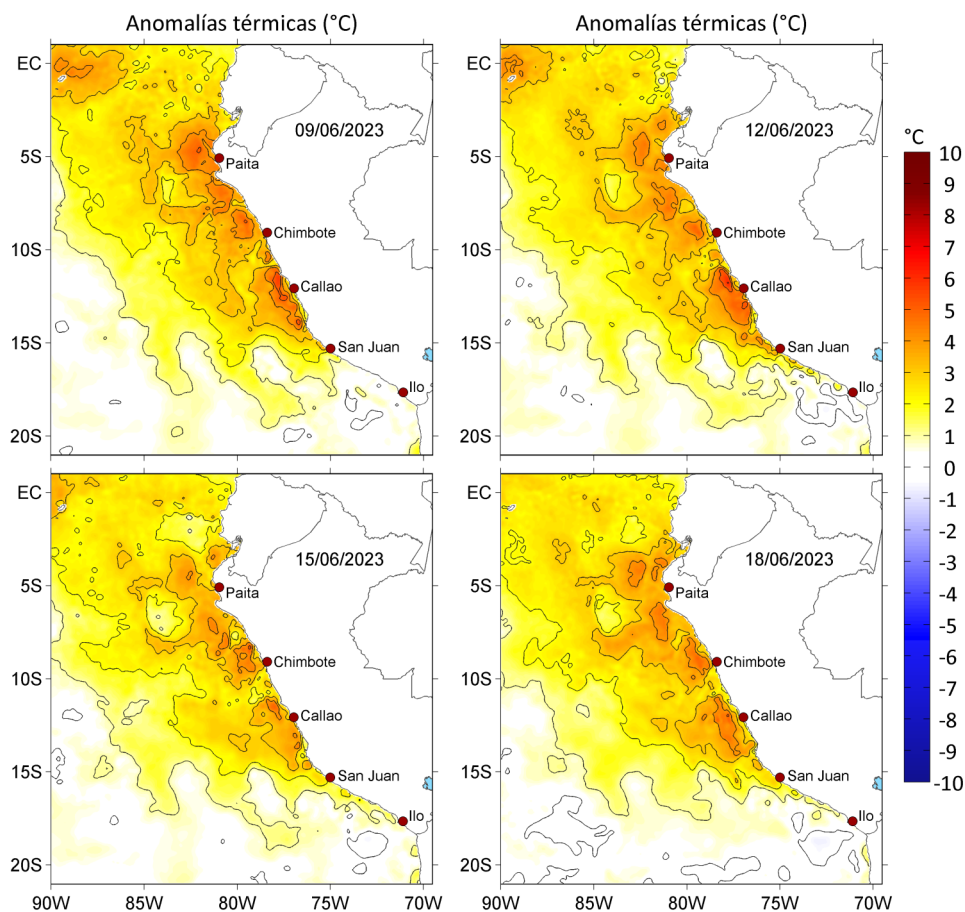 Anomalías térmicas (°C)
Anomalías térmicas (°C)
EC
5S
10S
15S
20S
09/06/2023
Paita
Chimbote
Callao
San Juan
Ilo
EC
5S
10S
15S
20S
12/06/2023
Paita
Chimbote
Callao
San Juan
Ilo
°C
10
9
8
7
6
5
4
3
2
1
0
-1
-2
-3
-4
-5
-6
-7
-8
-9
-10
EC
5S
10S
15S
20S
15/06/2023
Paita
Chimbote
Callao
San Juan
Ilo
90W 85W 80W 75W 70W
EC
5S
10S
15S
20S
18/06/2023
Paita
Chimbote
Callao
San Juan
Ilo
90W 85W 80W 75W 70W